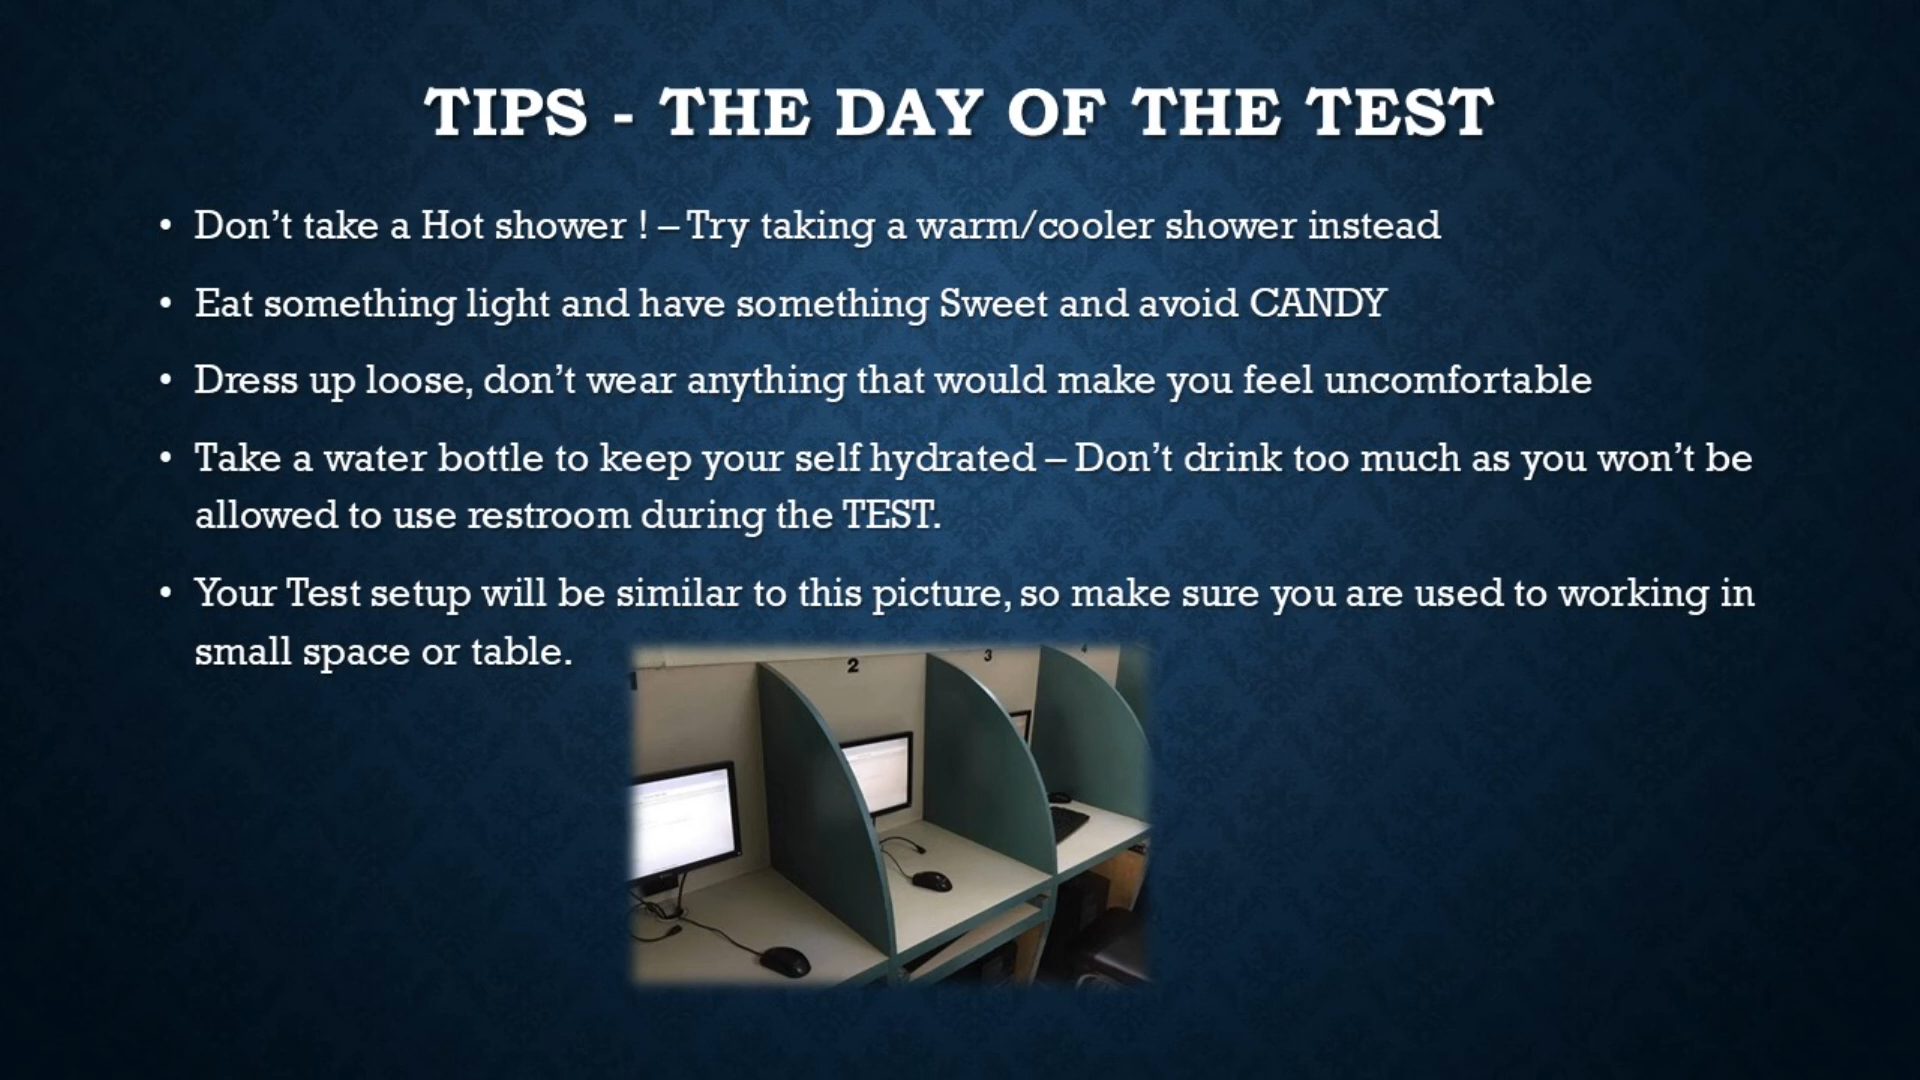 TIPS - THE DAY OF THE TEST
• Don't take a Hot shower ! – Try taking a warm/cooler shower instead
• Eat something light and have something Sweet and avoid CANDY
• Dress up loose, don't wear anything that would make you feel uncomfortable
• Take a water bottle to keep your self hydrated – Don't drink too much as you won't be
allowed to use restroom during the TEST.
• Your Test setup will be similar to this picture, so make sure you are used to working in
small space or table.
2
3
4